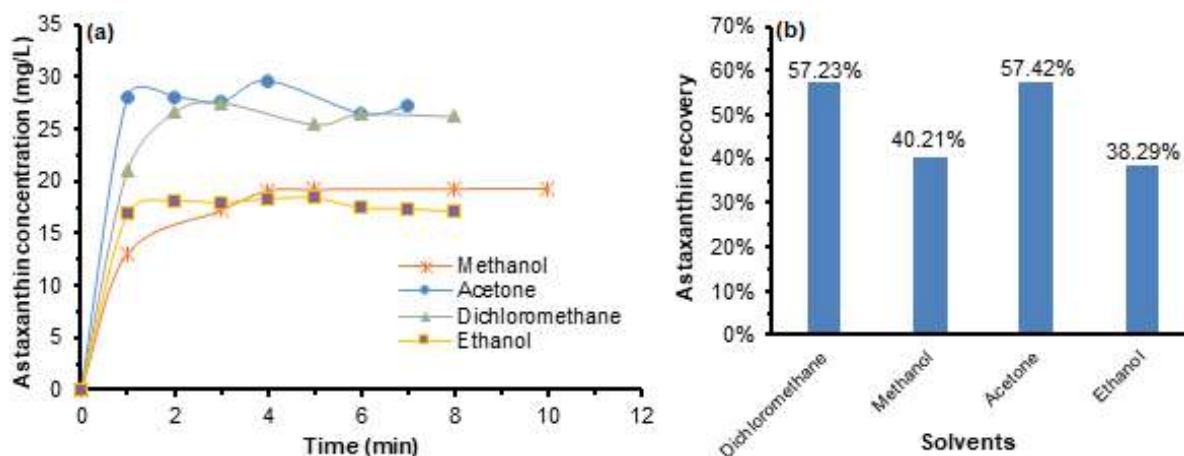 (a)
Astaxanthin concentration (mg/L)
35
30
25
20
15
10
5
0
0 2 4 6 8 10 12
Time (min)
Methanol
Acetone
Dichloromethane
Ethanol
(b)
Astaxanthin recovery
70%
60%
50%
40%
30%
20%
10%
0%
57.23%
40.21%
57.42%
38.29%
Dichloromethane
Methanol
Acetone
Ethanol
Solvents